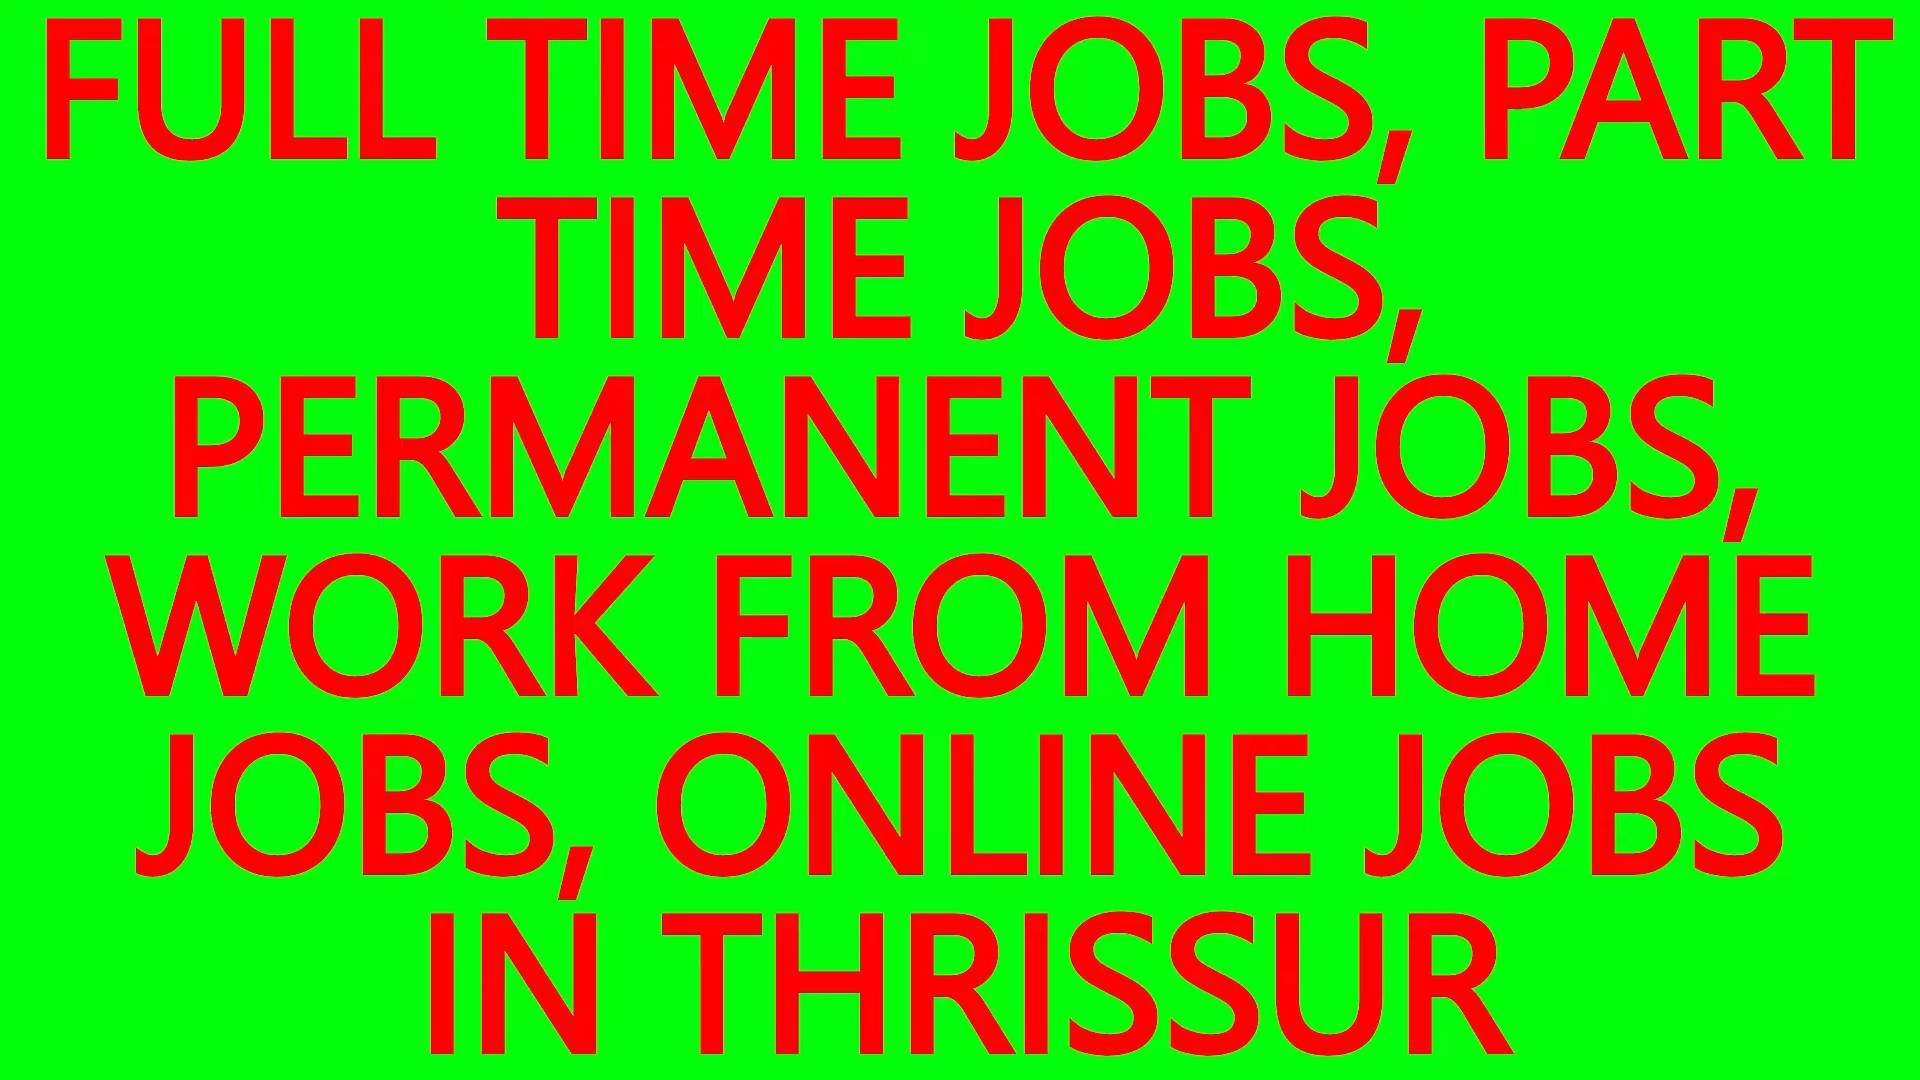 FULL TIME JOBS, PART
TIME JOBS,
PERMANENT JOBS,
WORK FROM HOME
JOBS, ONLINE JOBS
IN THRISSUR